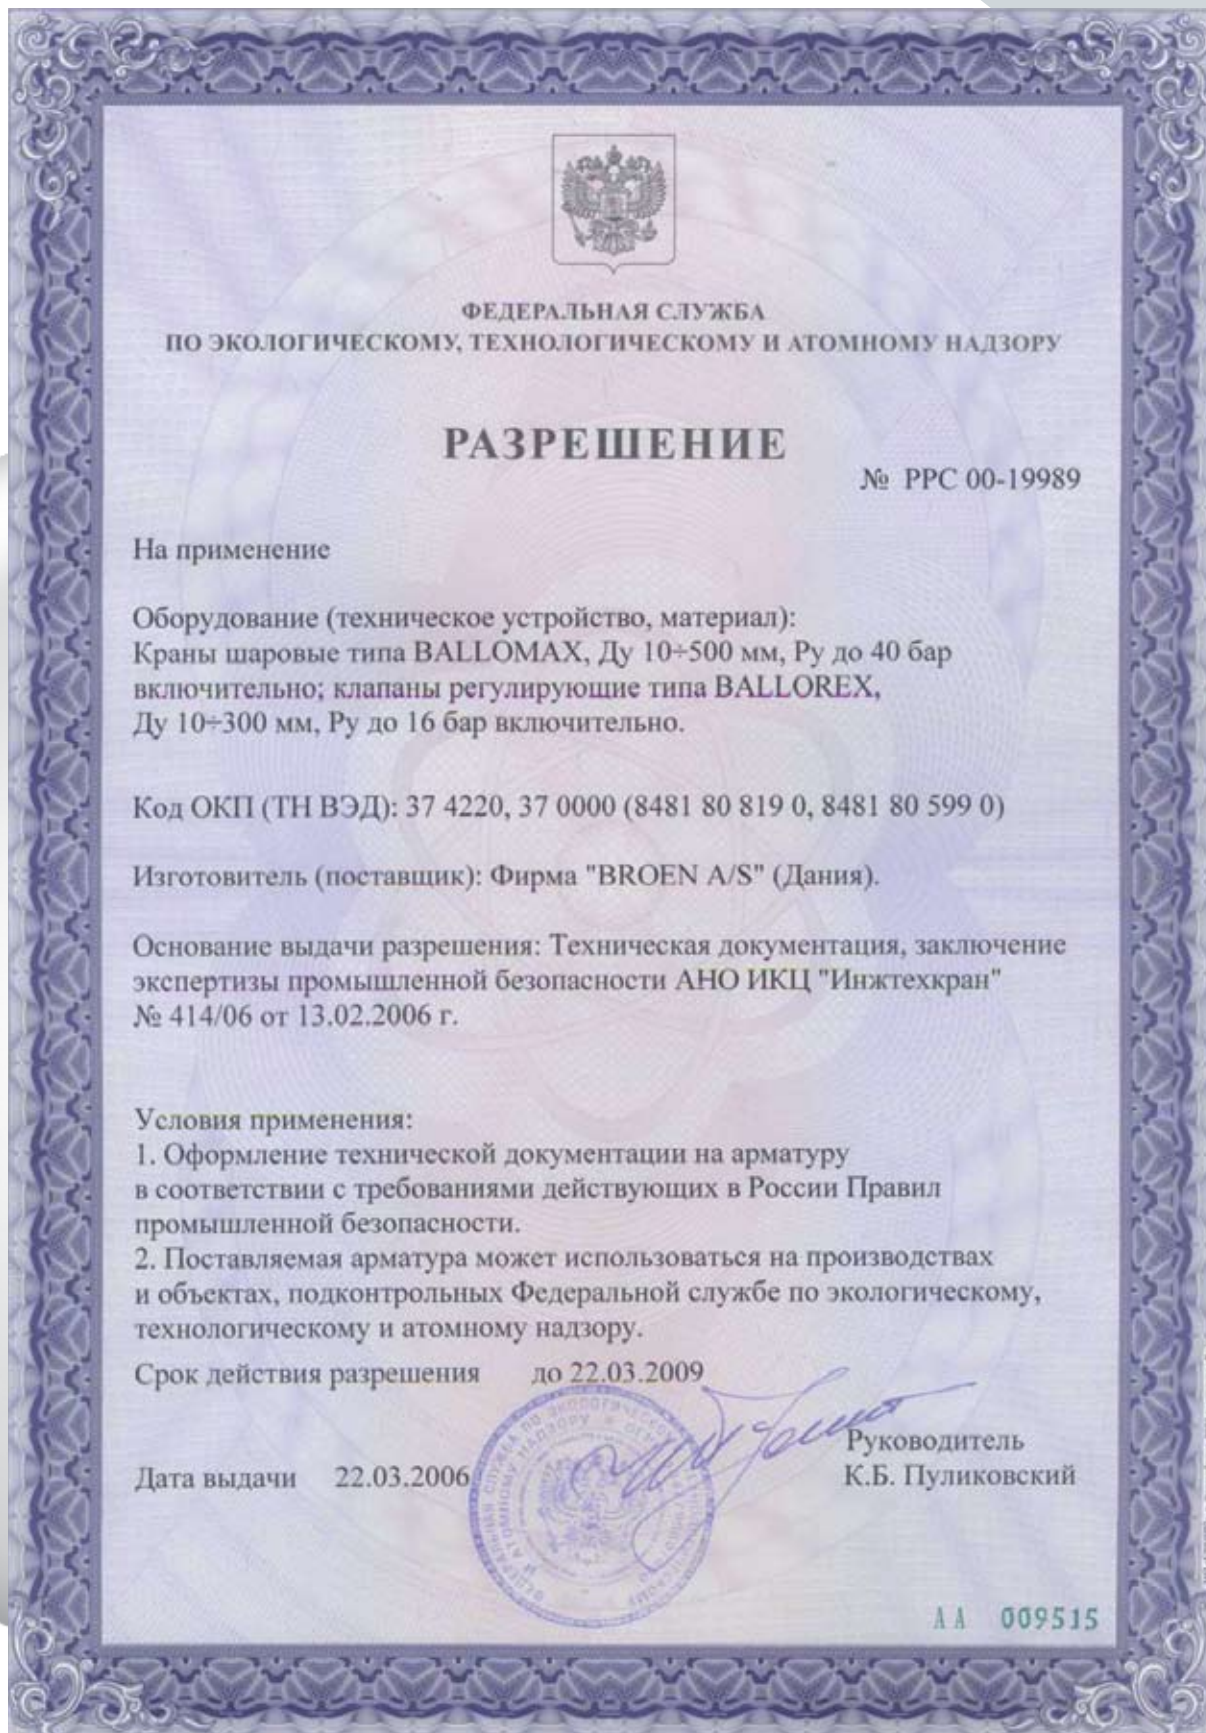 ФЕДЕРАЛЬНАЯ СЛУЖБА
ПО ЭКОЛОГИЧЕСКОМУ, ТЕХНОЛОГИЧЕСКОМУ И АТОМНОМУ НАДЗОРУ
РАЗРЕШЕНИЕ
№ РРС 00-19989
На применение
Оборудование (техническое устройство, материал):
Краны шаровые типа BALLOMAX, Ду 10÷500 мм, Ру до 40 бар
включительно; клапаны регулирующие типа BALLOREX,
Ду 10÷300 мм, Ру до 16 бар включительно.
Код ОКП (ТН ВЭД): 37 4220, 37 0000 (8481 80 819 0, 8481 80 599 0)
Изготовитель (поставщик): Фирма "BROEN A/S" (Дания).
Основание выдачи разрешения: Техническая документация, заключение
экспертизы промышленной безопасности АНО ИКЦ "Инжтехкран"
№ 414/06 от 13.02.2006 г.
Условия применения:
1. Оформление технической документации на арматуру
в соответствии с требованиями действующих в России Правил
промышленной безопасности.
2. Поставляемая арматура может использоваться на производствах
и объектах, подконтрольных Федеральной службе по экологическому,
технологическому и атомному надзору.
Срок действия разрешения до 22.03.2009
Дата выдачи 22.03.2006
Руководитель
К.Б. Пуликовский
АА 009515